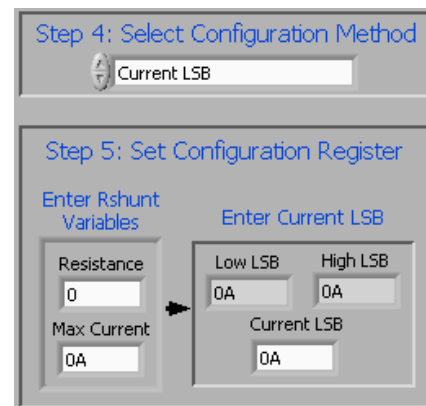 Step 4: Select Configuration Method
Current LSB
Step 5: Set Configuration Register
Enter Rshunt
Variables
Resistance
0
Max Current
0A
Enter Current LSB
Low LSB
0A
High LSB
0A
Current LSB
0A